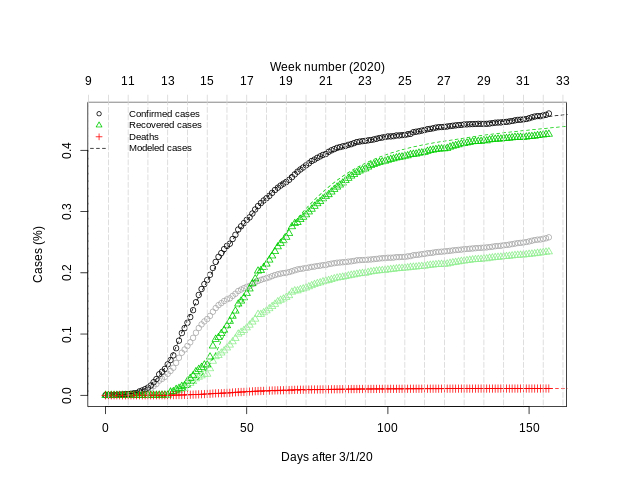 Week number (2020)
9 11 13 15 17 19 21 23 25 27 29 31 33
Confirmed cases
Recovered cases
Deaths
Modeled cases
Cases (%)
0.4
0.3
0.2
0.1
0.0
0 50 100 150
Days after 3/1/20